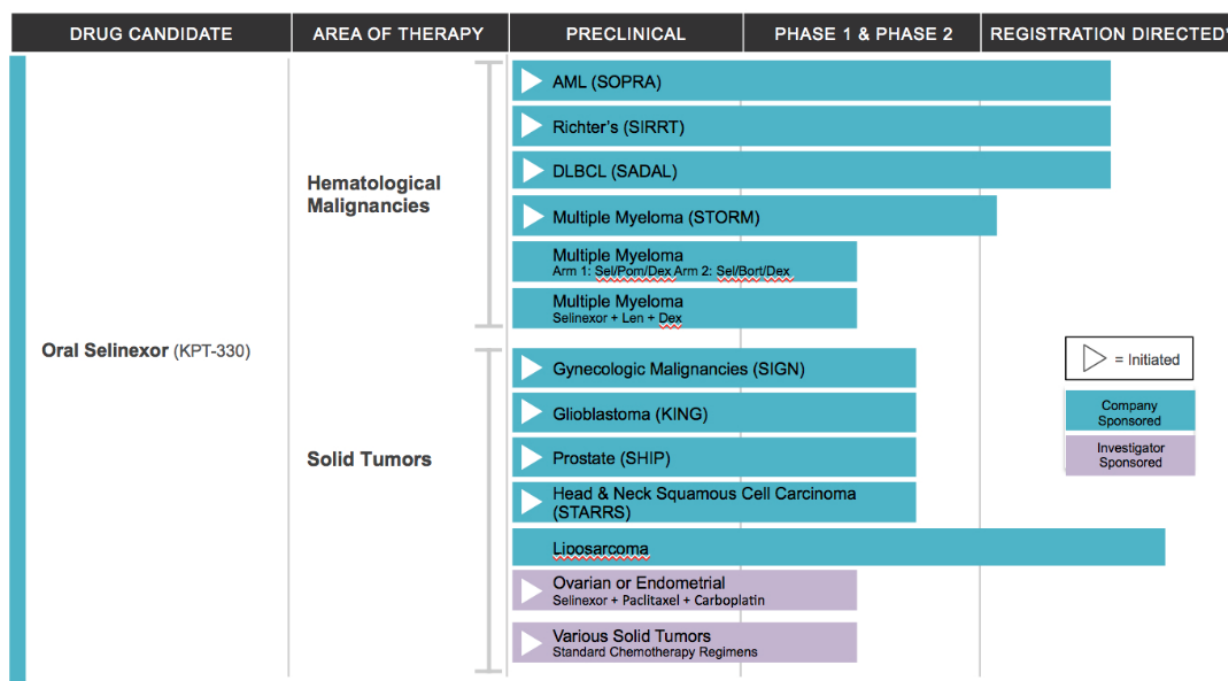 DRUG CANDIDATE
AREA OF THERAPY
PRECLINICAL
PHASE 1 & PHASE 2
REGISTRATION DIRECTED*
Oral Selinexor (KPT-330)
Hematological
Malignancies
AML (SOPRA)
Richter's (SIRRT)
DLBCL (SADAL)
Multiple Myeloma (STORM)
Multiple Myeloma
Arm 1: Sel/Pom/Dex Arm 2: Sel/Bort/Dex
Multiple Myeloma
Selinexor + Len + Dex
Solid Tumors
Gynecologic Malignancies (SIGN)
Glioblastoma (KING)
Prostate (SHIP)
Head & Neck Squamous Cell Carcinoma
(STARRS)
Liposarcoma
Ovarian or Endometrial
Selinexor + Paclitaxel + Carboplatin
Various Solid Tumors
Standard Chemotherapy Regimens
= Initiated
Company
Sponsored
Investigator
Sponsored